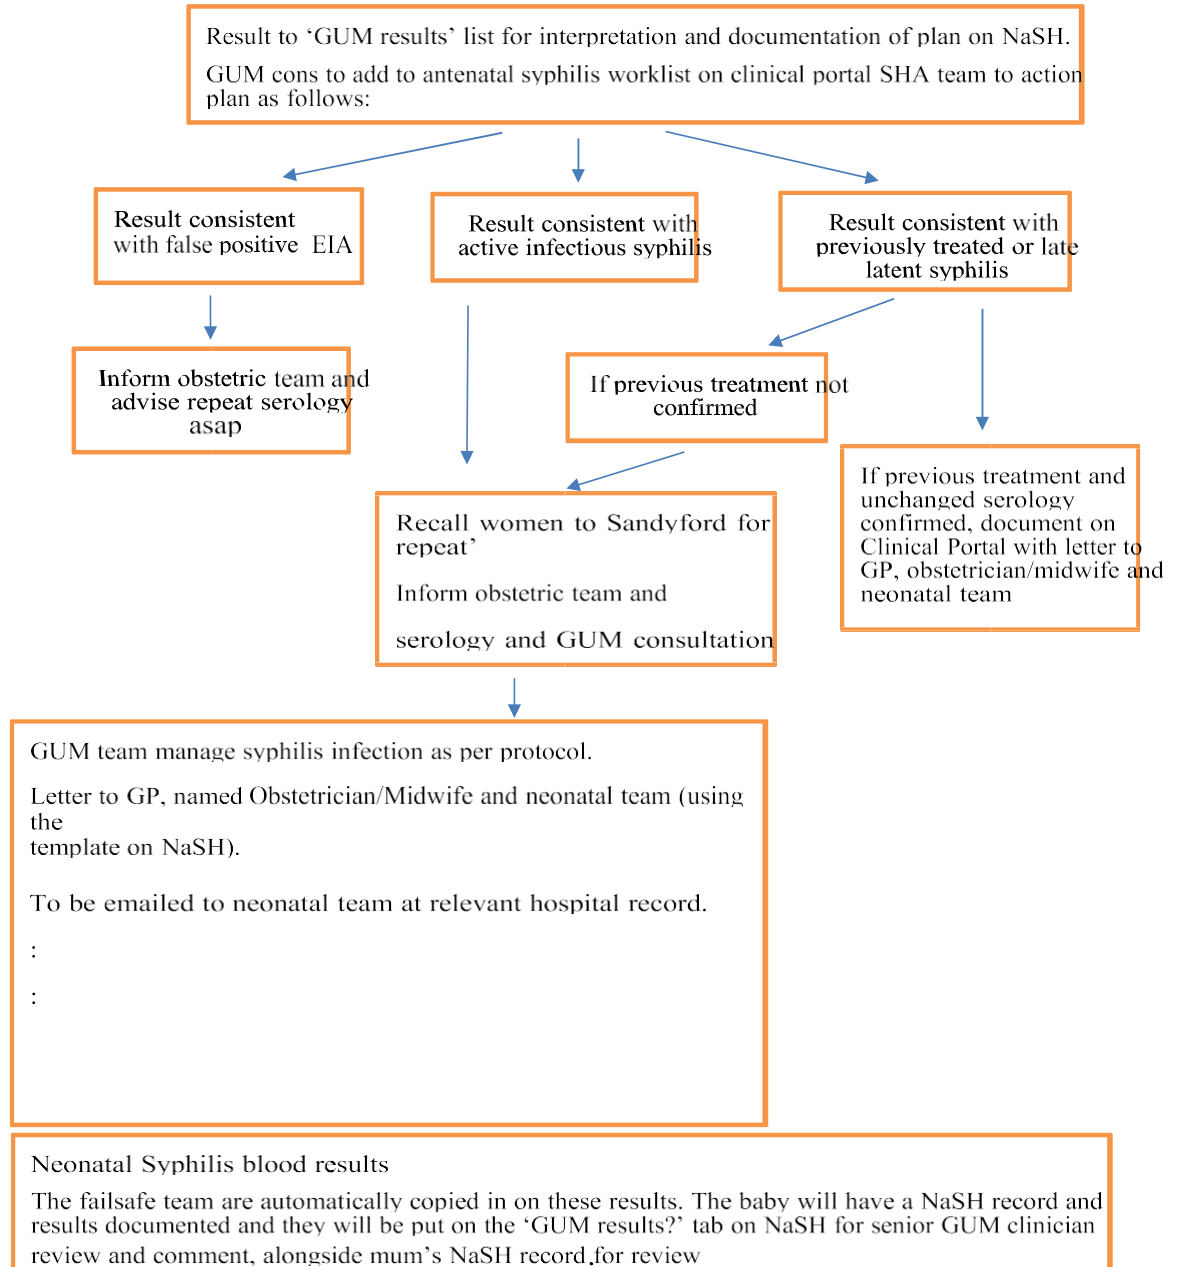 Result to ‘GUM results’ list for interpretation and documentation of plan on NaSH.
GUM cons to add to antenatal syphilis worklist on clinical portal SHA team to action
plan as follows:
Result consistent
with false positive EIA
Result consistent with
active infectious syphilis
Result consistent with
previously treated or late
latent syphilis
Inform obstetric team and
advise repeat serology
asap
If previous treatment not
confirmed
If previous treatment and
unchanged serology
confirmed, document on
Clinical Portal with letter to
GP, obstetrician/midwife and
neonatal team
Recall women to Sandyford for
repeat’
Inform obstetric team and
serology and GUM consultation
GUM team manage syphilis infection as per protocol.
Letter to GP, named Obstetrician/Midwife and neonatal team (using
the
template on NaSH).
To be emailed to neonatal team at relevant hospital record.
:
:
Neonatal Syphilis blood results
The failsafe team are automatically copied in on these results. The baby will have a NaSH record and
results documented and they will be put on the ‘GUM results?’ tab on NaSH for senior GUM clinician
review and comment, alongside mum’s NaSH record.for review